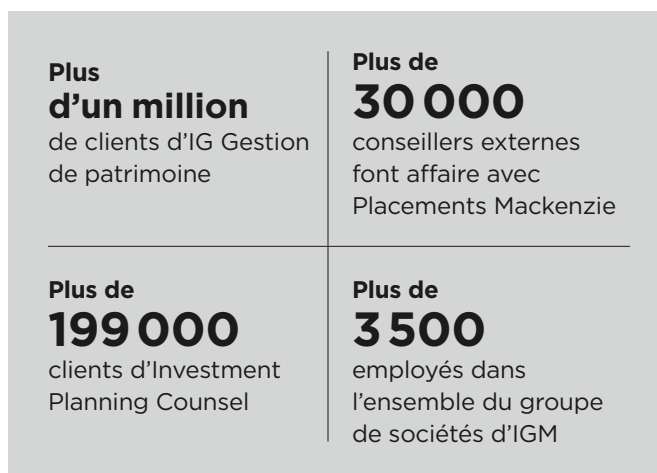 Plus
d'un million
de clients d'IG Gestion
de patrimoine
Plus de
30 000
conseillers externes
font affaire avec
Placements Mackenzie
Plus de
199 000
clients d'Investment
Planning Counsel
Plus de
3 500
employés dans
l'ensemble du groupe
de sociétés d'IGM